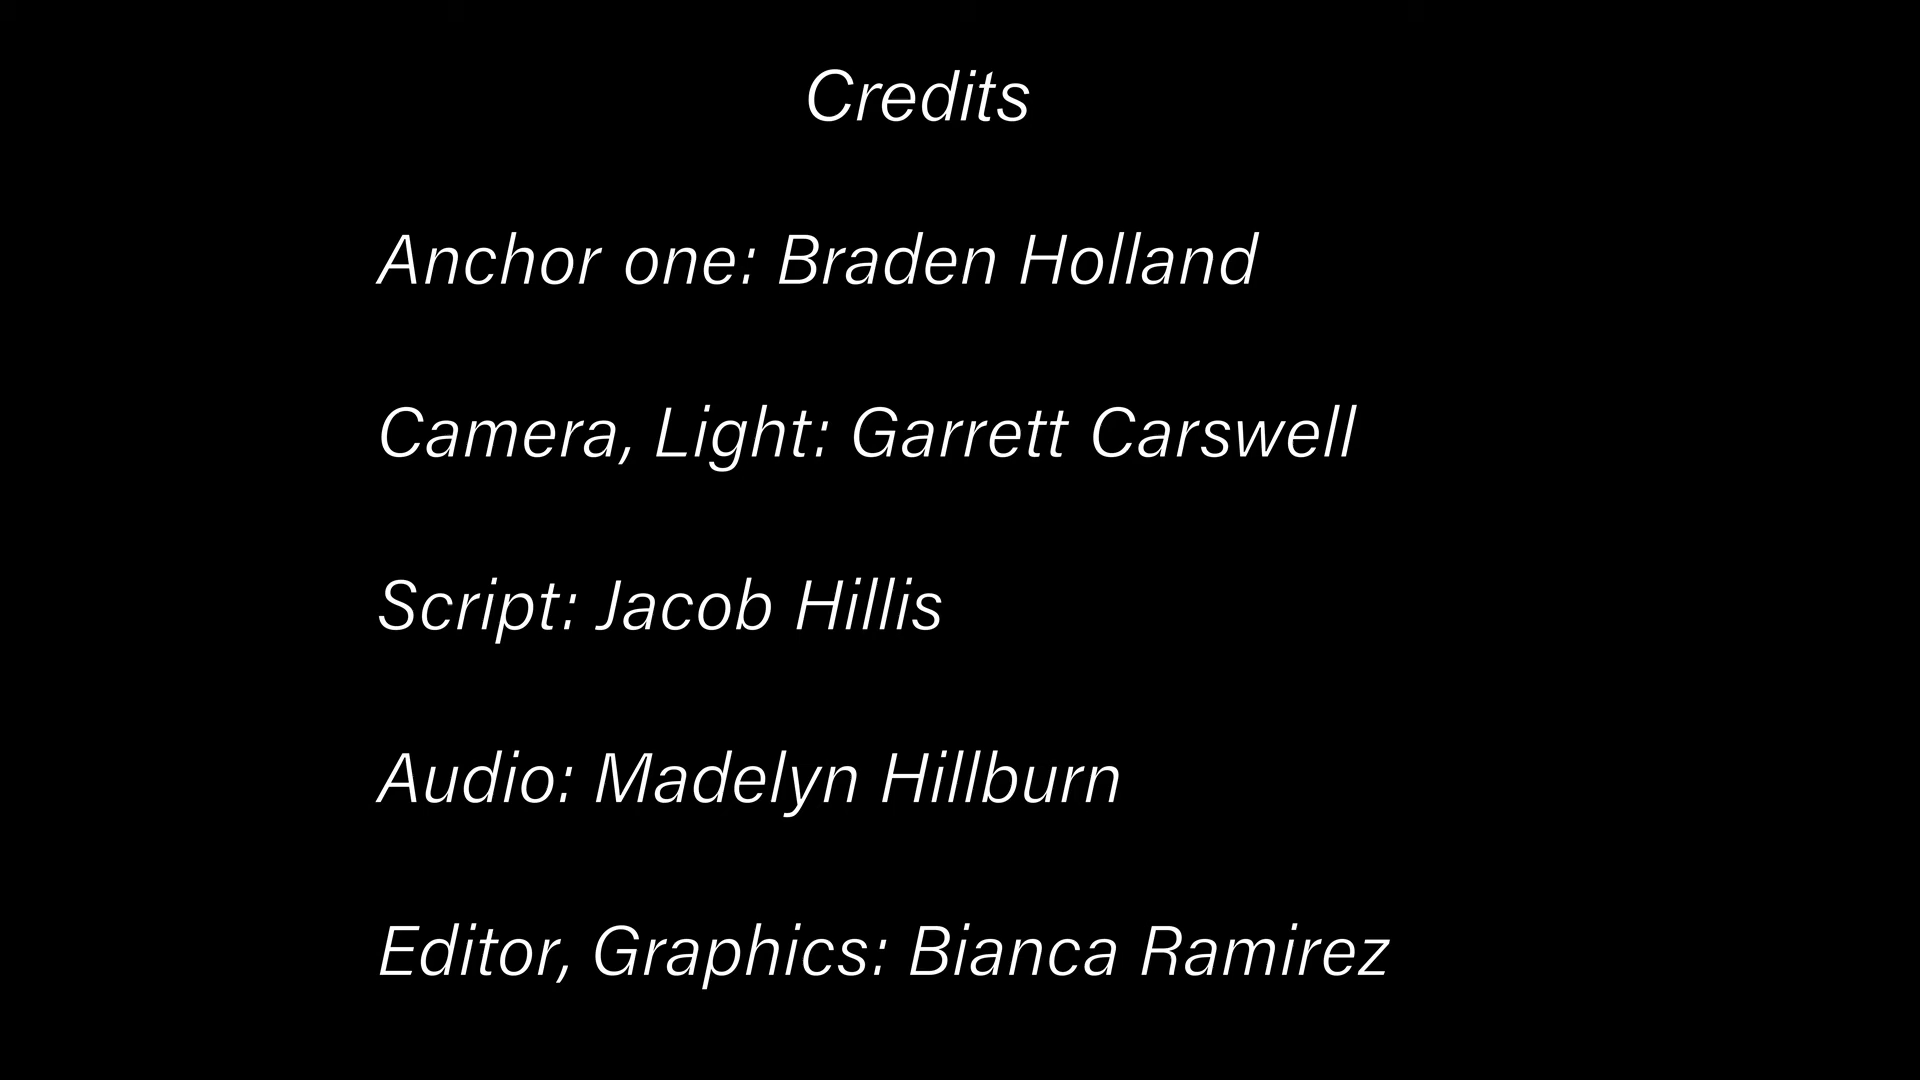 Credits
Anchor one: Braden Holland
Camera, Light: Garrett Carswell
Script: Jacob Hillis
Audio: Madelyn Hillburn
Editor, Graphics: Bianca Ramirez